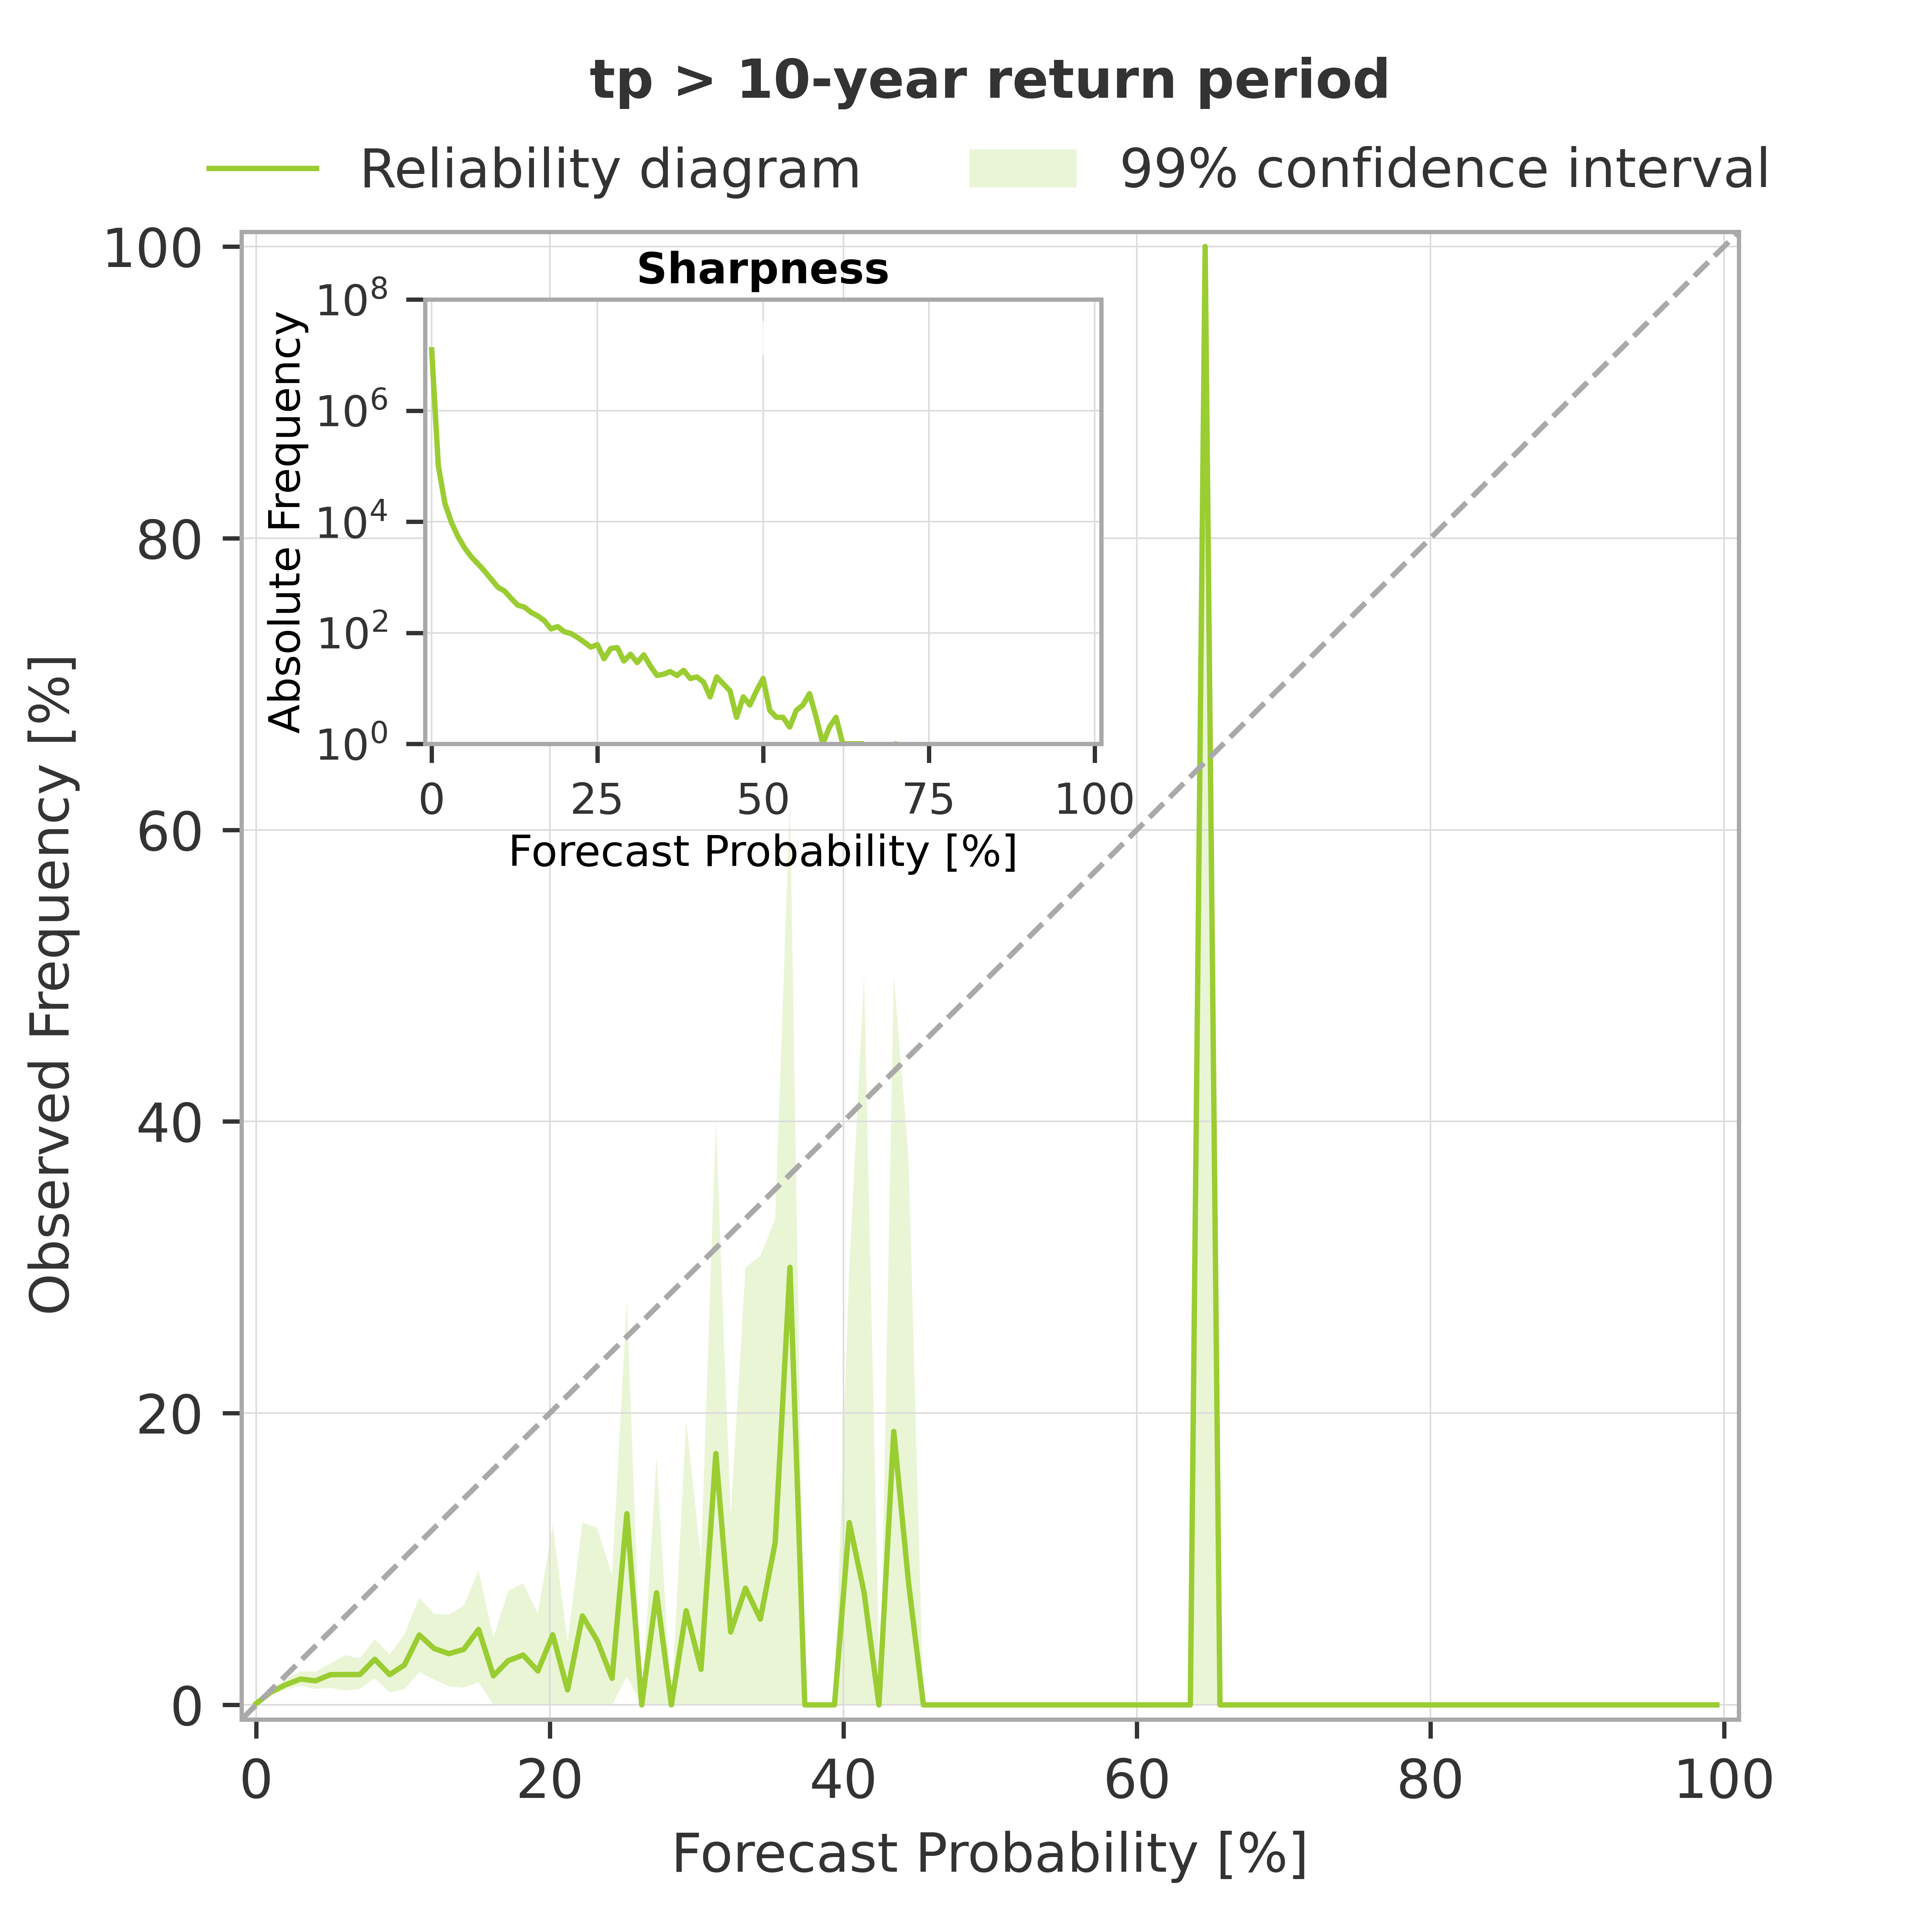 tp > 10-year return period
Reliability diagram
99% confidence interval
Observed Frequency [%]
100
80
60
40
20
0
Sharpness
Absolute Frequency
10^8
10^6
10^4
10^2
10^0
0 25 50 75 100
Forecast Probability [%]
0 20 40 60 80 100
Forecast Probability [%]